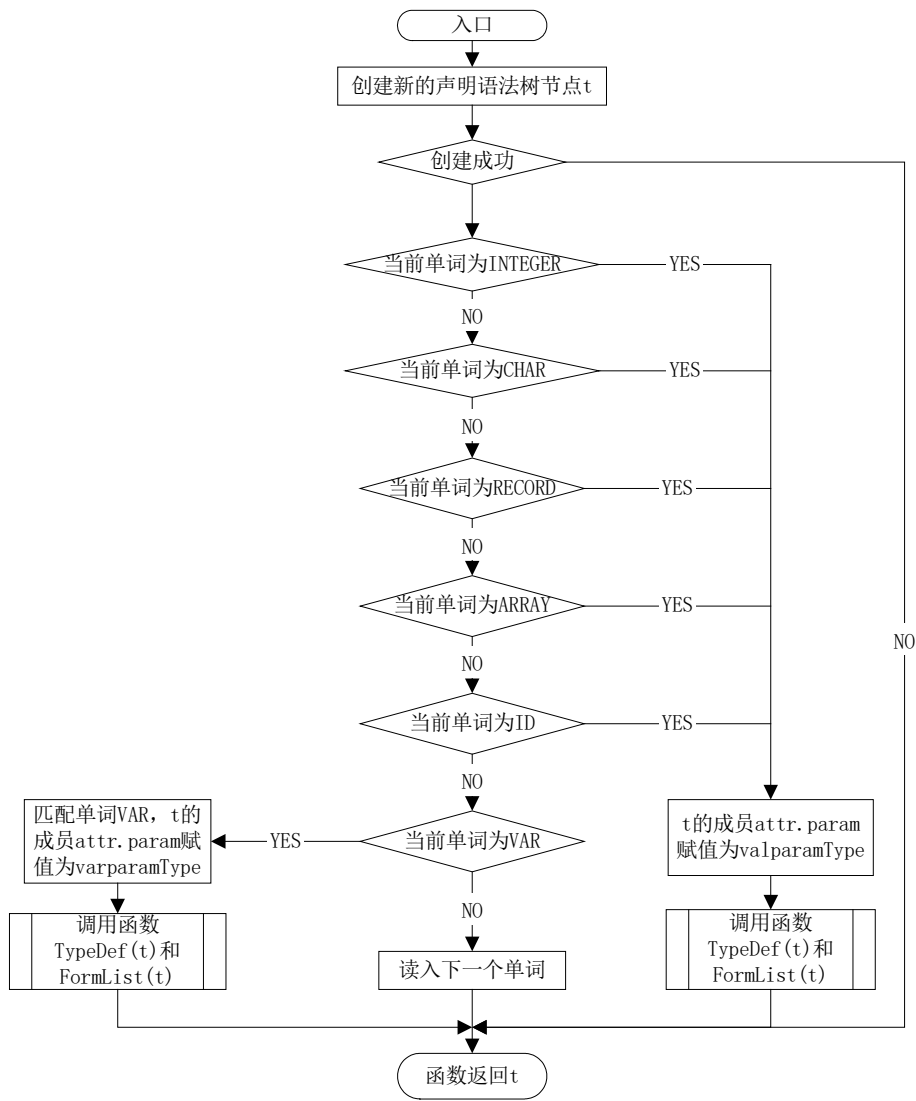 入口
创建新的声明语法树节点t
创建成功
当前单词为INTEGER
YES
NO
当前单词为CHAR
YES
NO
当前单词为RECORD
YES
NO
当前单词为ARRAY
YES
NO
NO
当前单词为ID
YES
NO
匹配单词VAR，t的
成员attr.param赋
值为varparamType
YES
当前单词为VAR
t的成员attr.param
赋值为valparamType
NO
调用函数
TypeDef(t)和
FormList(t)
读入下一个单词
调用函数
TypeDef(t)和
FormList(t)
函数返回t